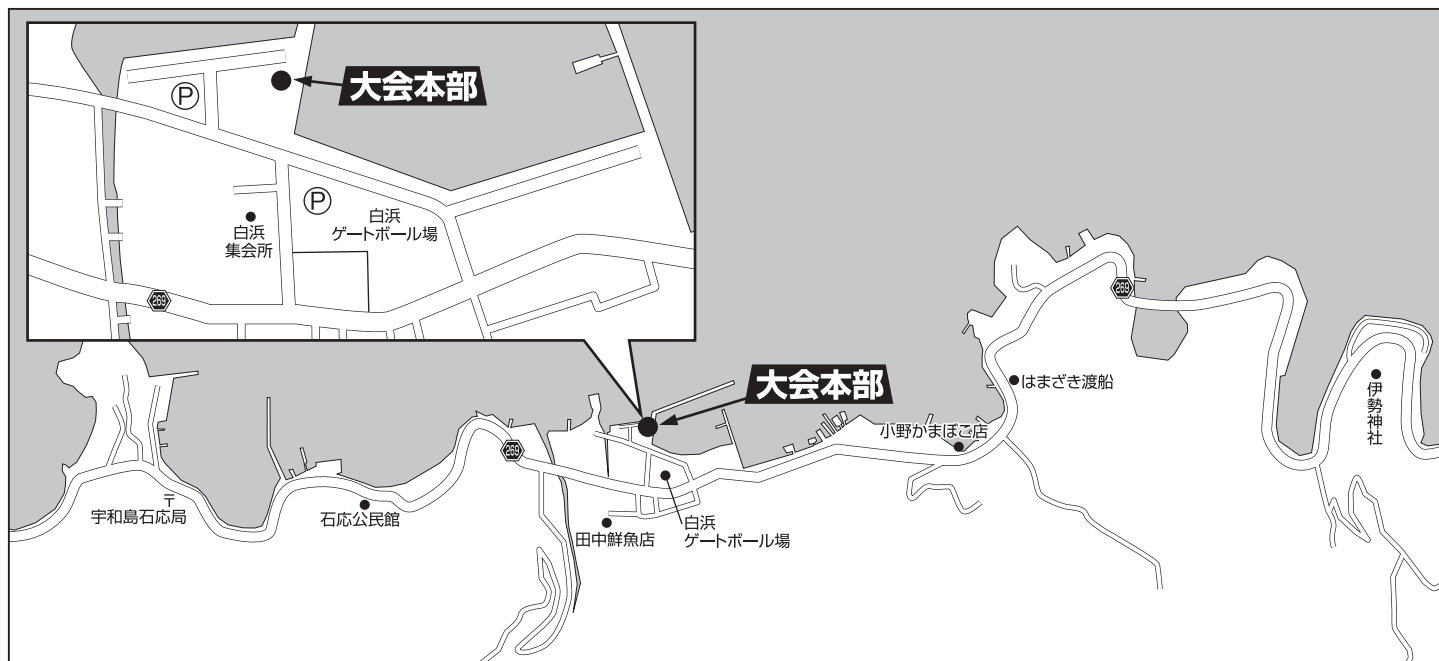 大会本部
P
P
白浜
ゲートボール場
白浜
集会所
269
269
大会本部
はまざき渡船
伊勢神社
小野かまぼこ店
269
〒
宇和島石応局
石応公民館
田中鮮魚店
白浜
ゲートボール場